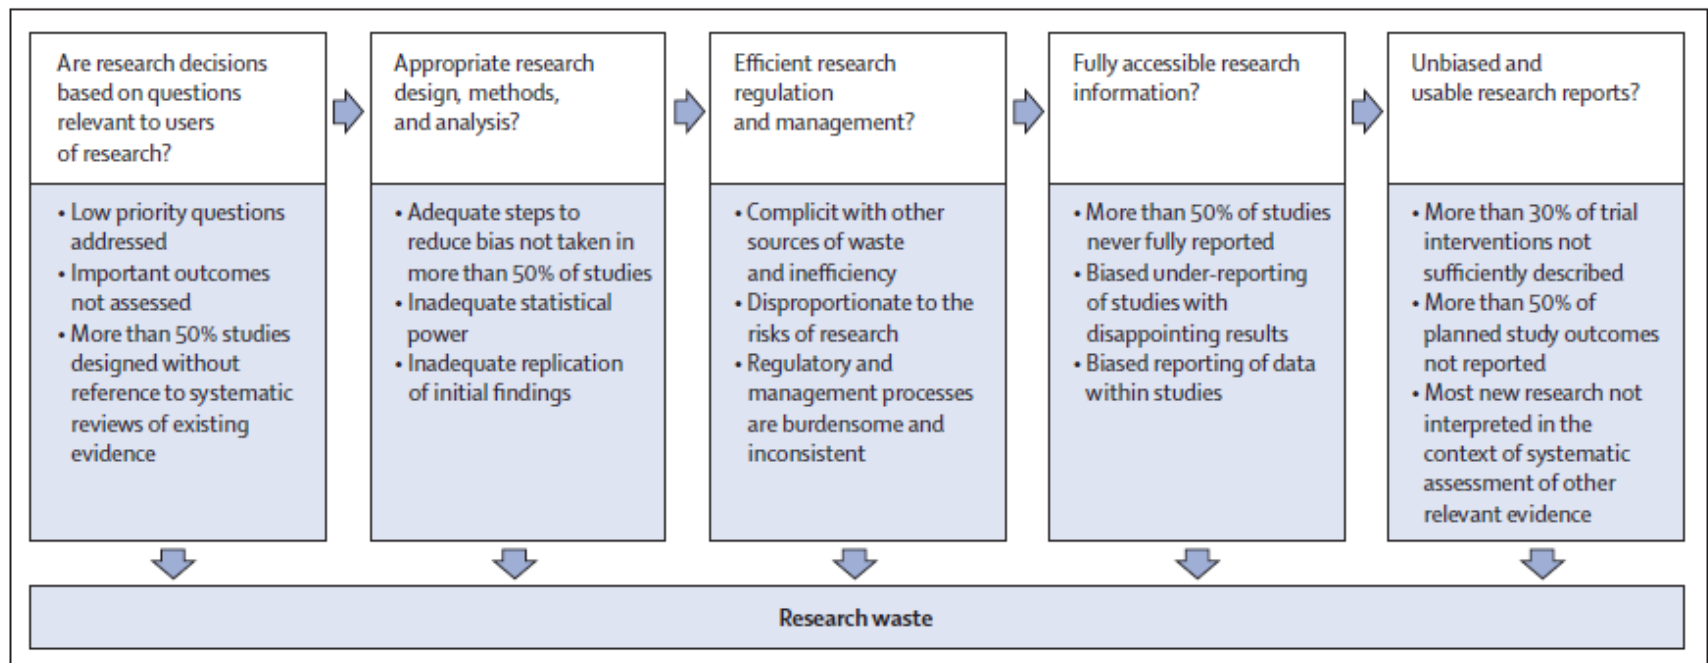 Are research decisions
based on questions
relevant to users
of research?
• Low priority questions
addressed
• Important outcomes
not assessed
• More than 50% studies
designed without
reference to systematic
reviews of existing
evidence
Appropriate research
design, methods,
and analysis?
• Adequate steps to
reduce bias not taken in
more than 50% of studies
• Inadequate statistical
power
• Inadequate replication
of initial findings
Efficient research
regulation
and management?
• Complicit with other
sources of waste
and inefficiency
• Disproportionate to the
risks of research
• Regulatory and
management processes
are burdensome and
inconsistent
Fully accessible research
information?
• More than 50% of studies
never fully reported
• Biased under-reporting
of studies with
disappointing results
• Biased reporting of data
within studies
Unbiased and
usable research reports?
• More than 30% of trial
interventions not
sufficiently described
• More than 50% of
planned study outcomes
not reported
• Most new research not
interpreted in the
context of systematic
assessment of other
relevant evidence
Research waste